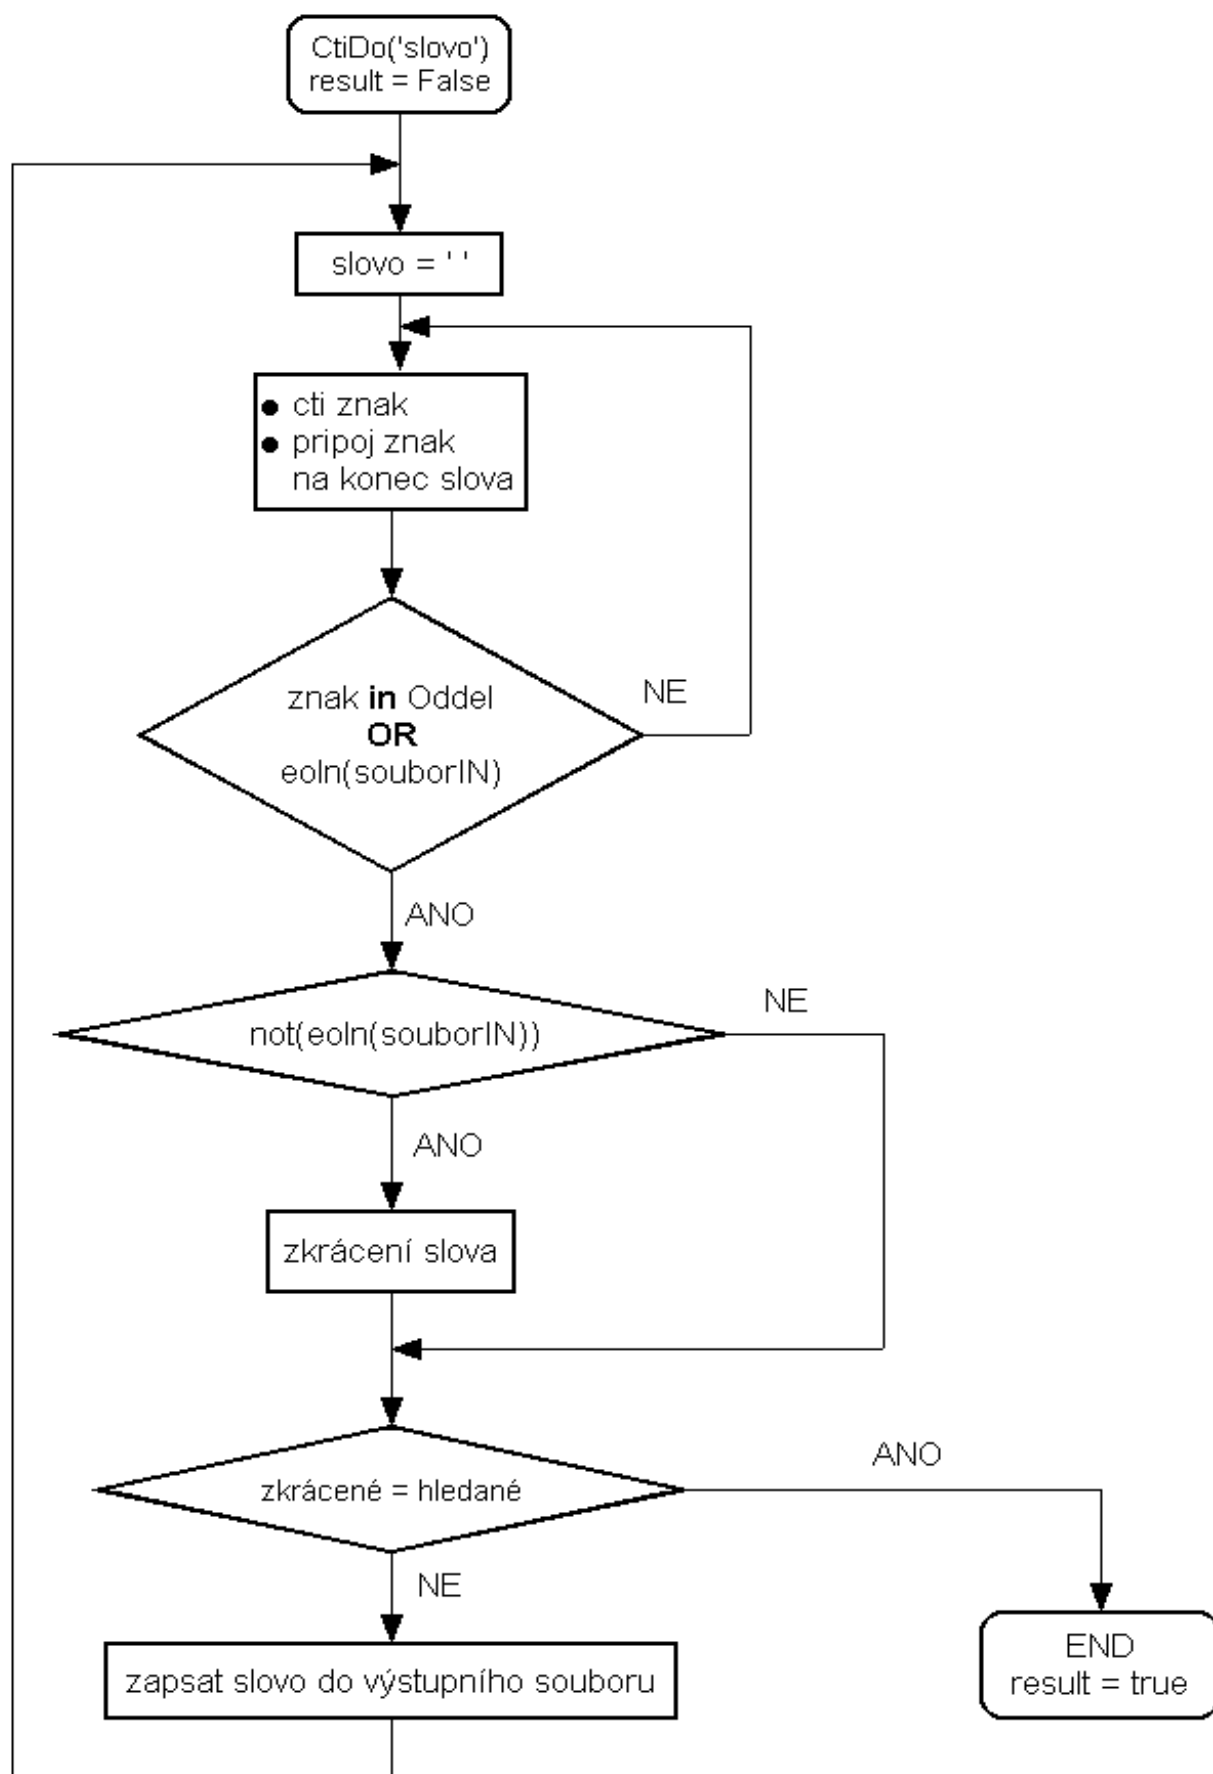 CtiDo('slovo')
result = False
slovo = ' '
● cti znak
● pripoj znak
na konec slova
znak in Oddel
OR
eoln(souborIN)
NE
ANO
not(eoln(souborIN))
NE
ANO
zkrácení slova
zkrácené = hledané
ANO
NE
zapsat slovo do výstupního souboru
END
result = true